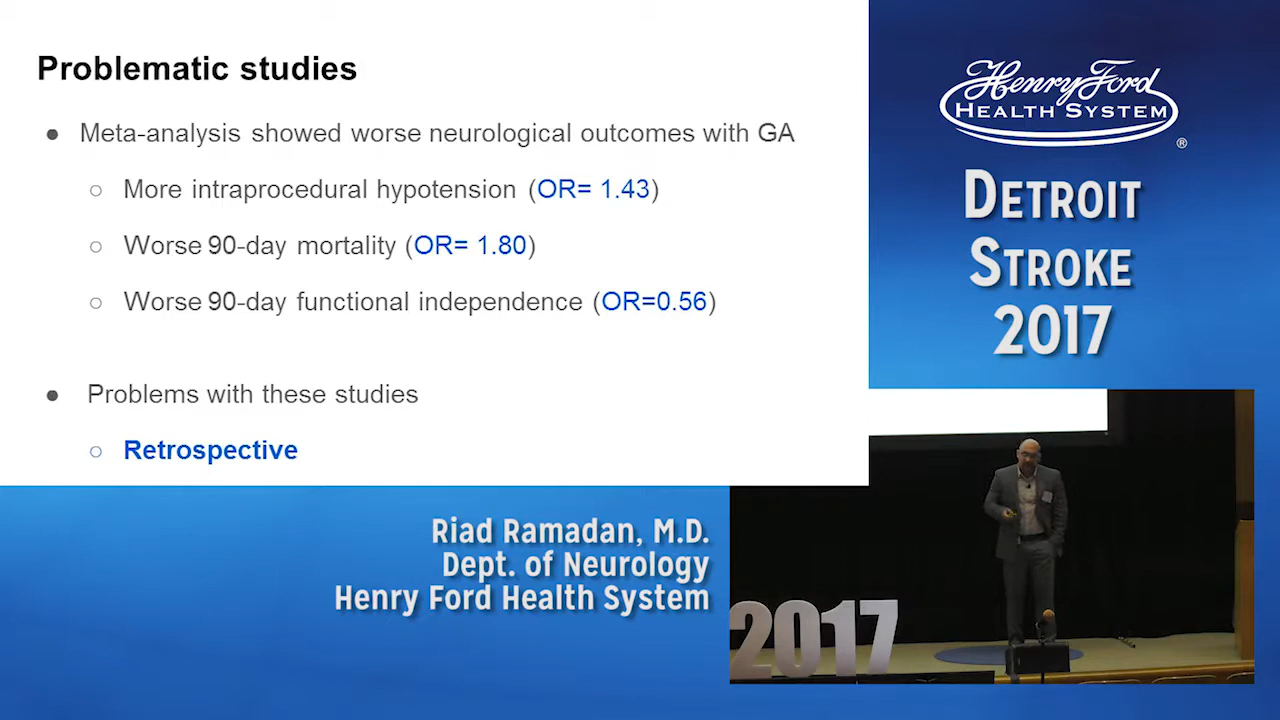 Problematic studies
● Meta-analysis showed worse neurological outcomes with GA
○ More intraprocedural hypotension (OR= 1.43)
○ Worse 90-day mortality (OR= 1.80)
○ Worse 90-day functional independence (OR=0.56)
● Problems with these studies
○ Retrospective
Henry Ford
HEALTH SYSTEM®
DETROIT
STROKE
2017
Riad Ramadan, M.D.
Dept. of Neurology
Henry Ford Health System
2017